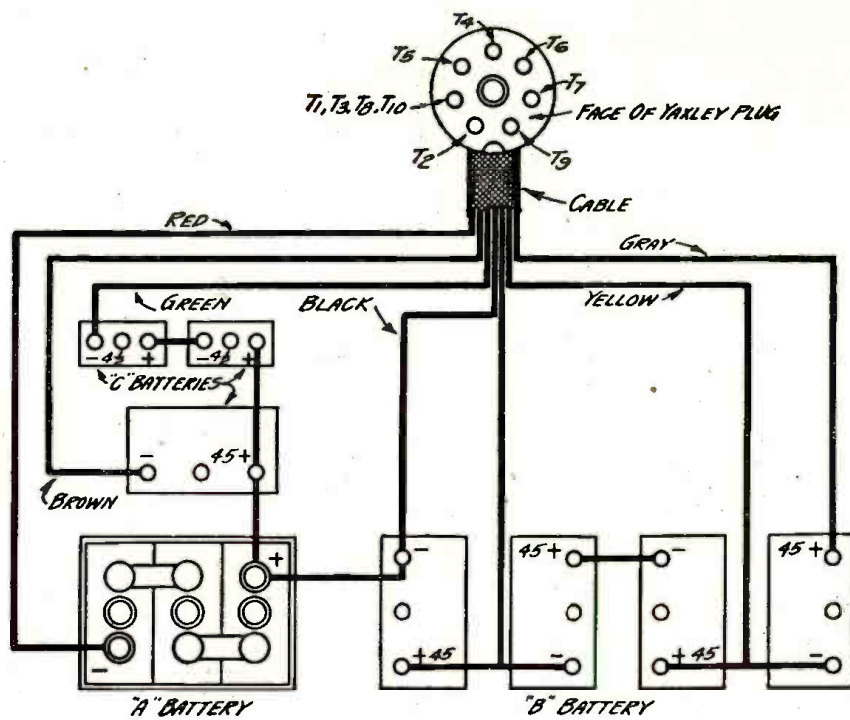 T4
T5
T6
T1, T3, T8, T10
T7
FACE OF YAXLEY PLUG
T2
T9
CABLE
RED
GRAY
GREEN
BLACK
YELLOW
- 4½ +
- 4½ +
"C" BATTERIES
- 45+
BROWN
+
-
-
45+
-
45+
+45
-
+45
-
"A" BATTERY
"B" BATTERY